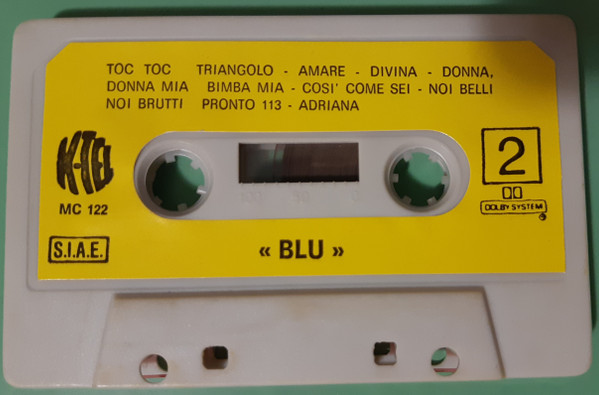 TOC TOC TRIANGOLO - AMARE - DIVINA - DONNA,
DONNA MIA BIMBA MIA - COSI' COME SEI - NOI BELLI
NOI BRUTTI PRONTO 113 - ADRIANA
K-TEL
MC 122
S.I.A.E.
« BLU »
2
DOLBY SYSTEM